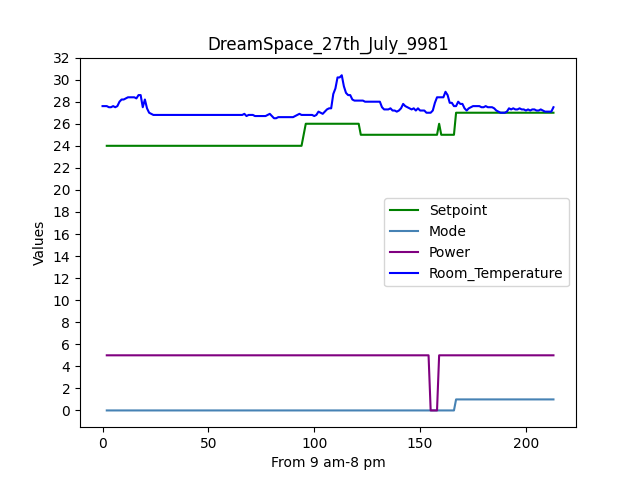 DreamSpace_27th_July_9981
32
30
28
26
24
22
20
18
16
14
12
10
8
6
4
2
0
Values
Setpoint
Mode
Power
Room_Temperature
0 50 100 150 200
From 9 am-8 pm